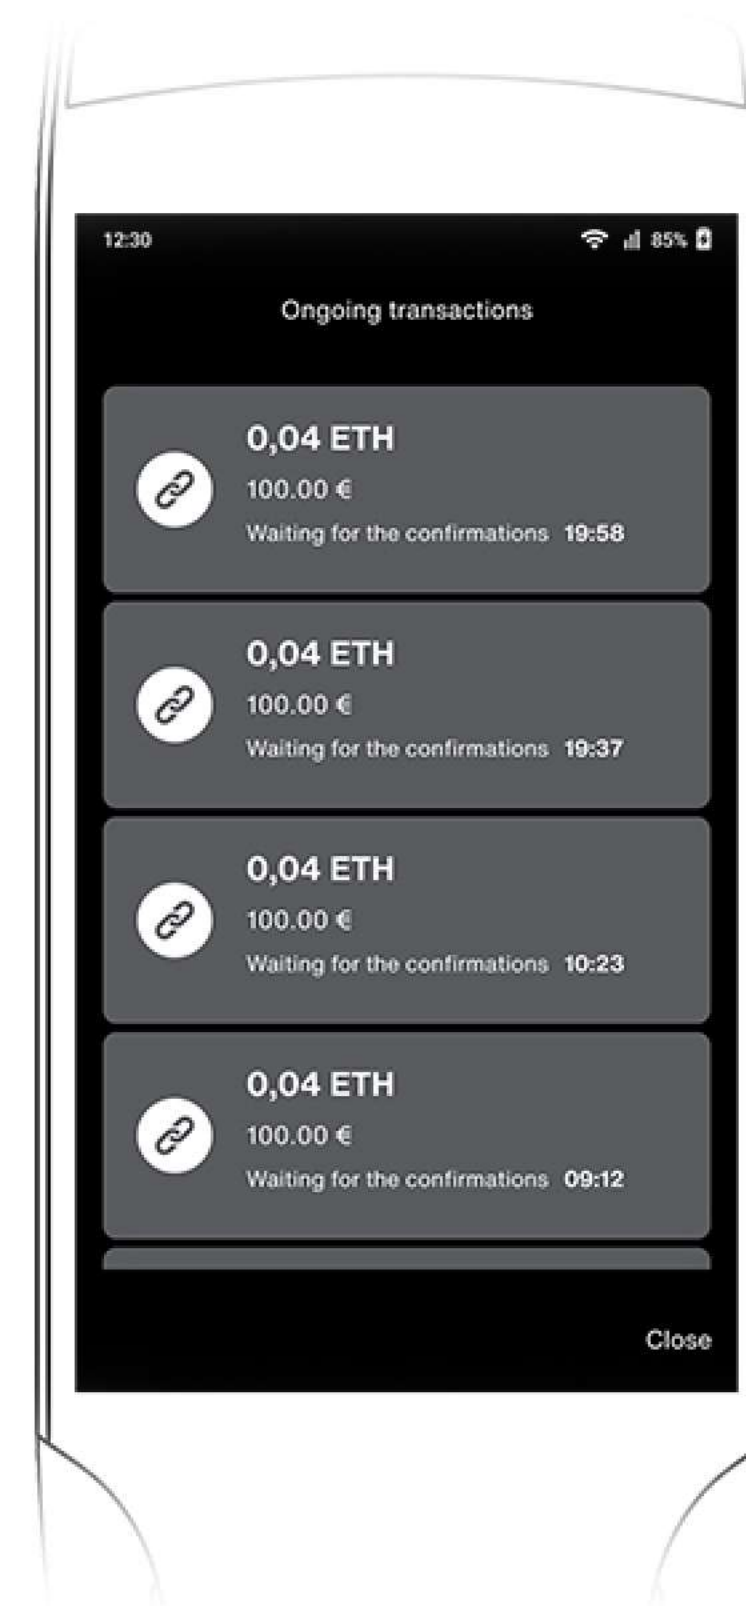 12:30 85%
Ongoing transactions
0,04 ETH
100.00 €
Waiting for the confirmations 19:58
0,04 ETH
100.00 €
Waiting for the confirmations 19:37
0,04 ETH
100.00 €
Waiting for the confirmations 10:23
0,04 ETH
100.00 €
Waiting for the confirmations 09:12
Close